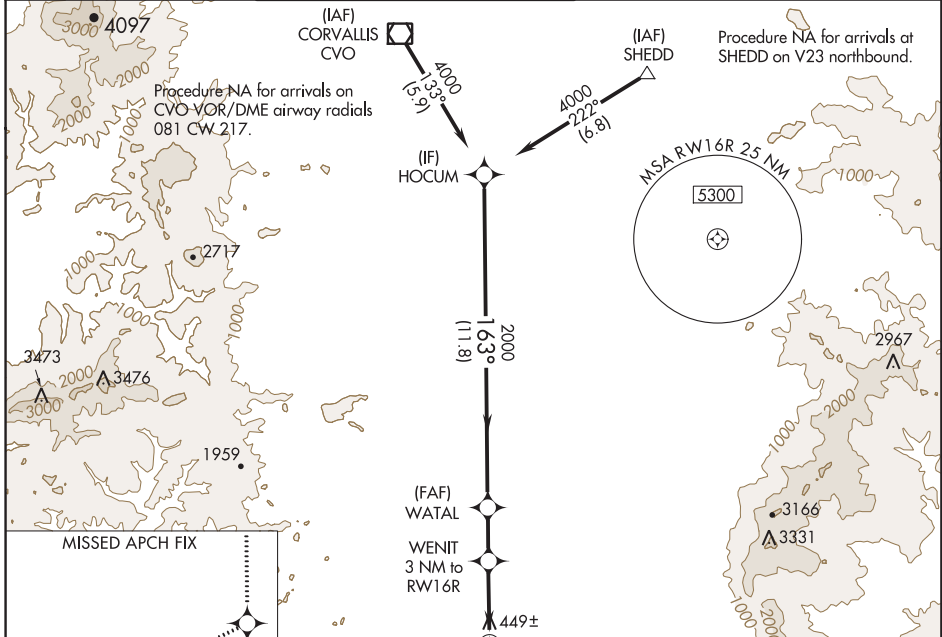 3000
4097
2000
2000
(IAF)
CORVALLIS
CVO
4000
133°
(5.9)
(IAF)
SHEDD
4000
222°
(6.8)
Procedure NA for arrivals at
SHEDD on V23 northbound.
Procedure NA for arrivals on
CVO VOR/DME airway radials
081 CW 217.
(IF)
HOCUM
MSA RW16R 25 NM
5300
1000
2717
1000
1000
1000
2000
163°
(11.8)
3473
2000
3476
3000
2967
2000
1000
1959
(FAF)
WATAL
3166
3331
MISSED APCH FIX
WENIT
3 NM to
RW16R
449±
1000
2000